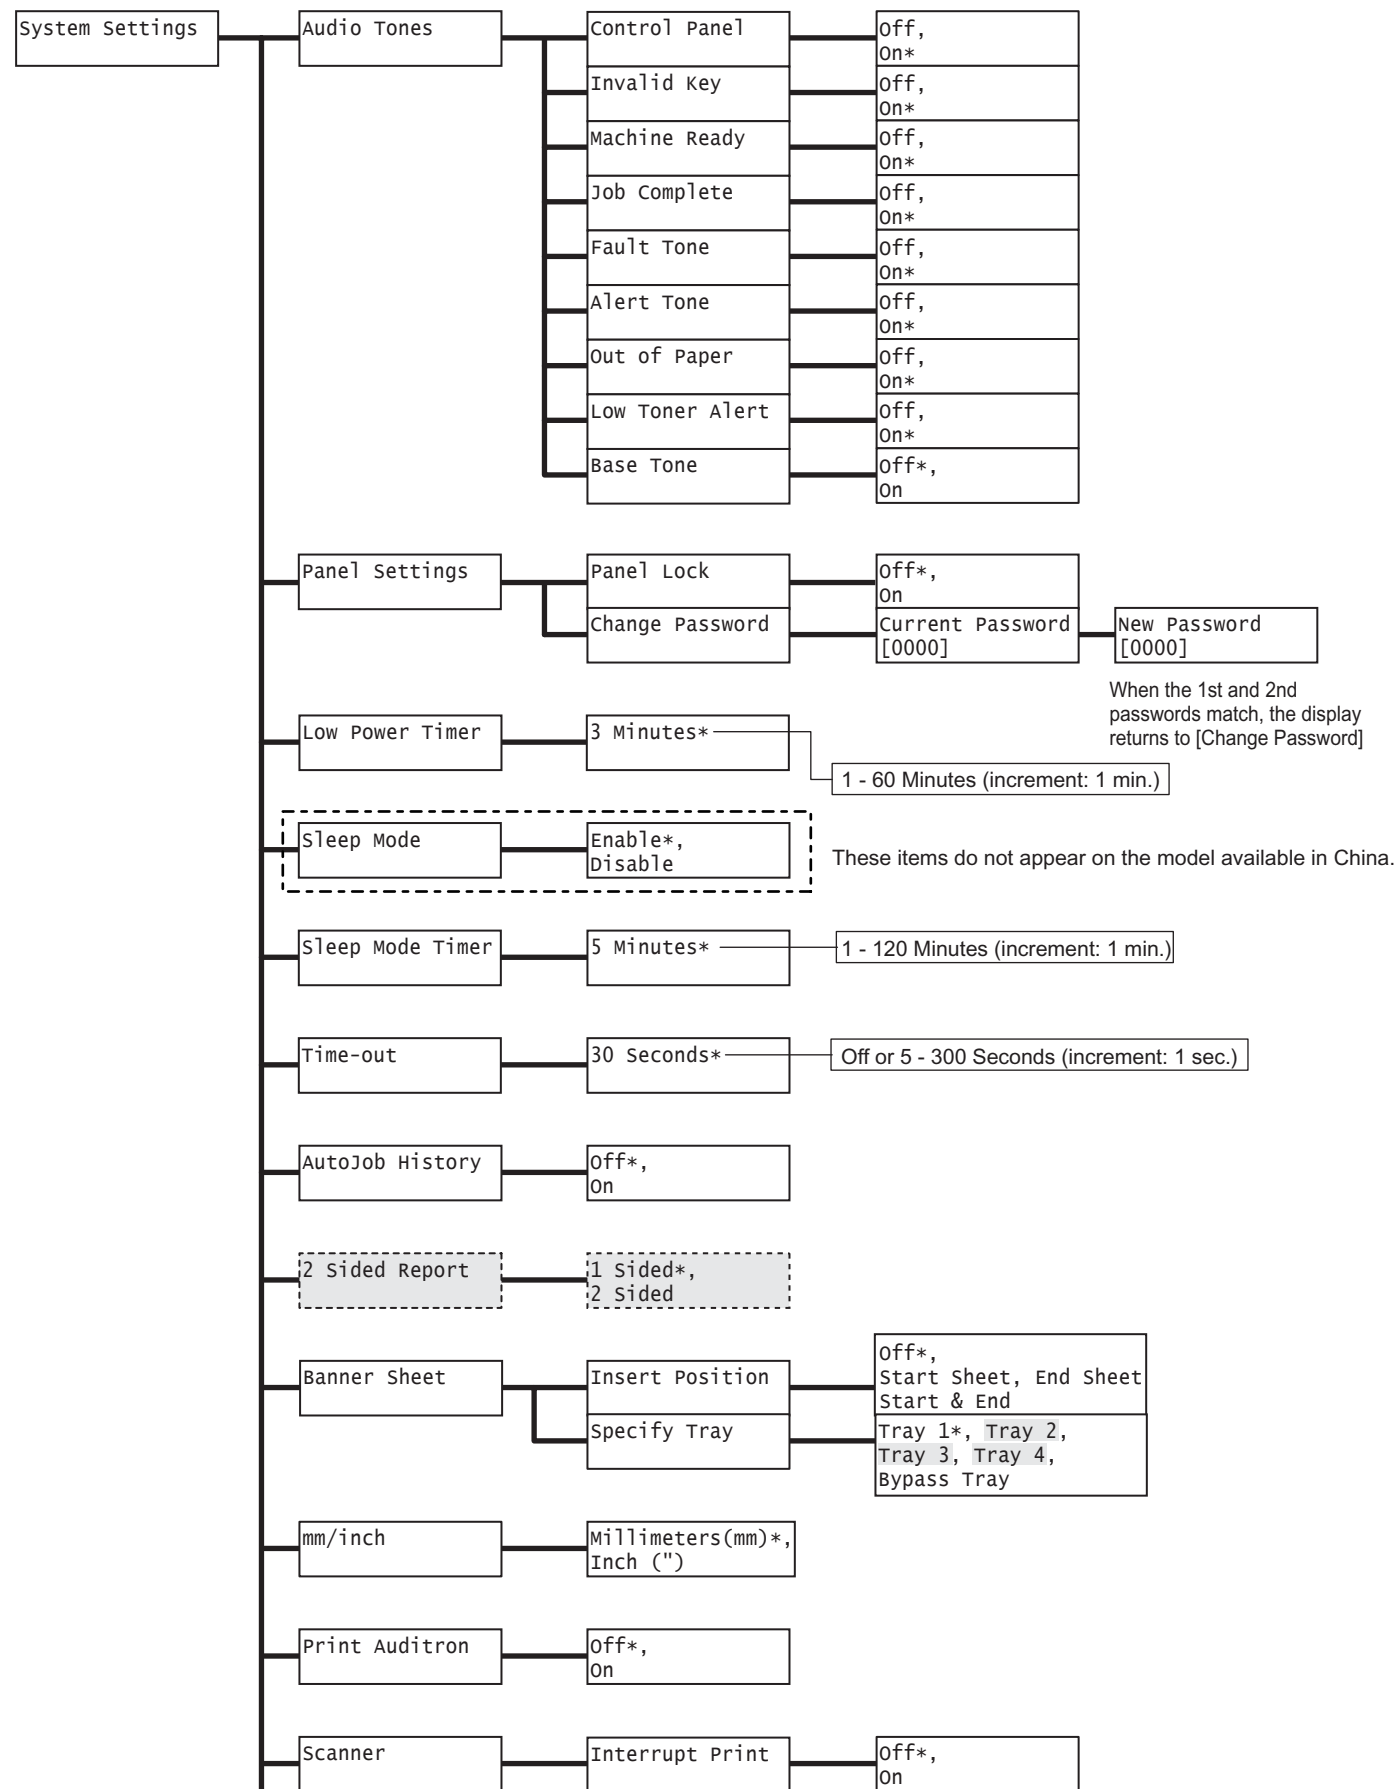 System Settings
Audio Tones
Control Panel
Off,
On*
Invalid Key
Off,
On*
Machine Ready
Off,
On*
Job Complete
Off,
On*
Fault Tone
Off,
On*
Alert Tone
Off,
On*
Out of Paper
Off,
On*
Low Toner Alert
Off,
On*
Base Tone
Off*,
On
Panel Settings
Panel Lock
Off*,
On
Change Password
Current Password
[0000]
New Password
[0000]
When the 1st and 2nd
passwords match, the display
returns to [Change Password]
Low Power Timer
3 Minutes*
1 - 60 Minutes (increment: 1 min.)
Sleep Mode
Enable*,
Disable
These items do not appear on the model available in China.
Sleep Mode Timer
5 Minutes*
1 - 120 Minutes (increment: 1 min.)
Time-out
30 Seconds*
Off or 5 - 300 Seconds (increment: 1 sec.)
AutoJob History
Off*,
On
2 Sided Report
1 Sided*,
2 Sided
Banner Sheet
Insert Position
Off*,
Start Sheet, End Sheet
Start & End
Specify Tray
Tray 1*, Tray 2,
Tray 3, Tray 4,
Bypass Tray
mm/inch
Millimeters(mm)*,
Inch (")
Print Auditron
Off*,
On
Scanner
Interrupt Print
Off*,
On